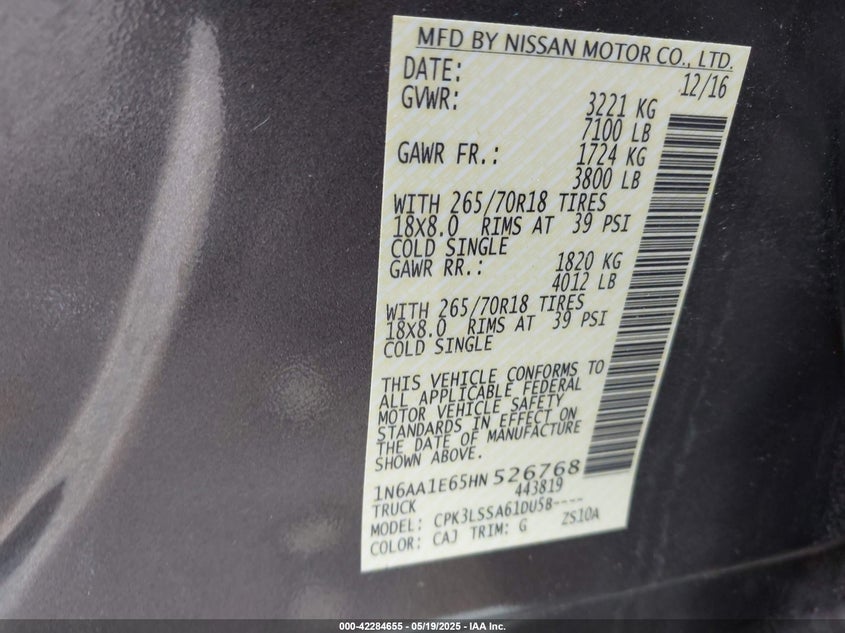 MFD BY NISSAN MOTOR CO., LTD.
DATE: 12/16
GVWR: 3221 KG
7100 LB
GAWR FR.: 1724 KG
3800 LB
WITH 265/70R18 TIRES
18X8.0 RIMS AT 39 PSI
COLD SINGLE
GAWR RR.: 1820 KG
4012 LB
WITH 265/70R18 TIRES
18X8.0 RIMS AT 39 PSI
COLD SINGLE
THIS VEHICLE CONFORMS TO
ALL APPLICABLE FEDERAL
MOTOR VEHICLE SAFETY
STANDARDS IN EFFECT ON
THE DATE OF MANUFACTURE
SHOWN ABOVE.
1N6AA1E65HN 526768
TRUCK 443819
MODEL: CPK3LSSA61DU5B----
COLOR: CAJ TRIM: G ZS10A
000-42284655 - 05/19/2025 - IAA Inc.